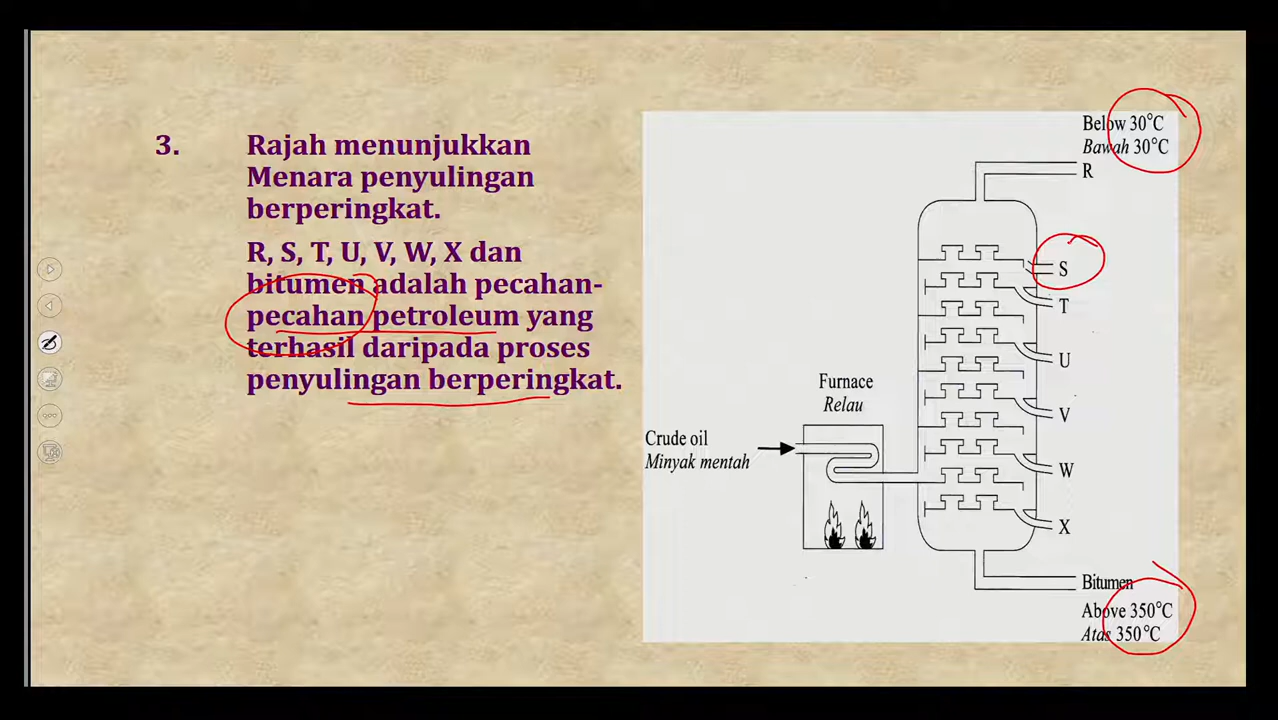 3. Rajah menunjukkan
Menara penyulingan
berperingkat.
R, S, T, U, V, W, X dan
bitumen adalah pecahan-
pecahan petroleum yang
terhasil daripada proses
penyulingan berperingkat.
Below 30°C
Bawah 30°C
R
S
T
U
V
W
X
Furnace
Relau
Crude oil
Minyak mentah
Bitumen
Above 350°C
Atas 350°C